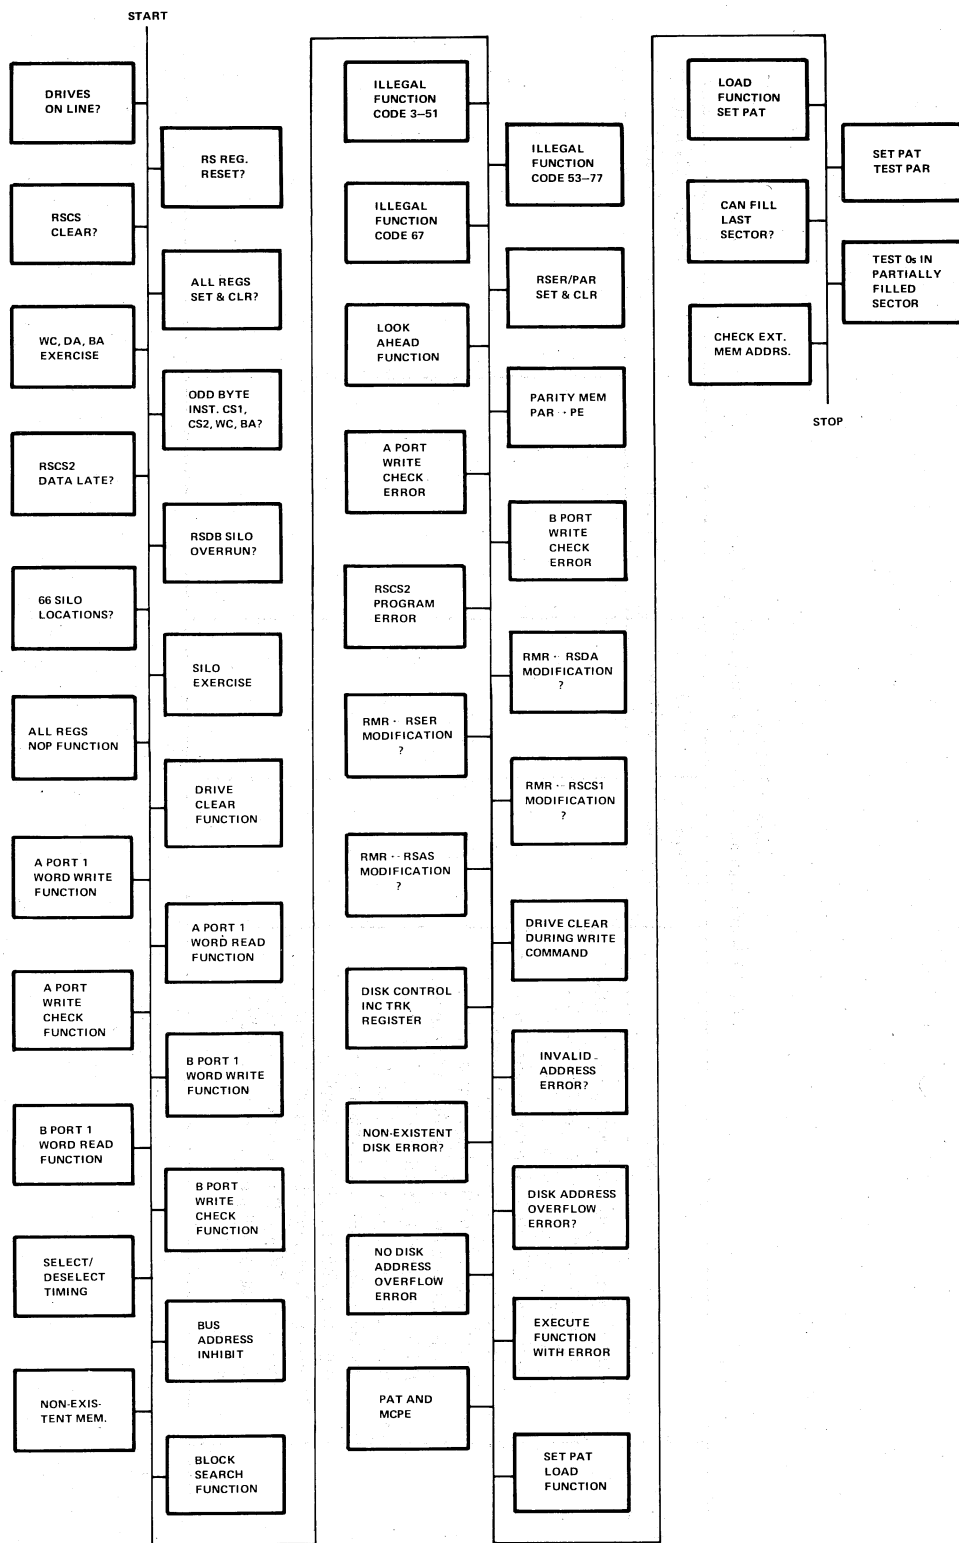 START
DRIVES
ON LINE?
RS REG.
RESET?
RSCS
CLEAR?
ALL REGS
SET & CLR?
WC, DA, BA
EXERCISE
ODD BYTE
INST. CS1,
CS2, WC, BA?
RSCS2
DATA LATE?
RSDB SILO
OVERRUN?
66 SILO
LOCATIONS?
SILO
EXERCISE
ALL REGS
NOP FUNCTION
DRIVE
CLEAR
FUNCTION
A PORT 1
WORD WRITE
FUNCTION
A PORT 1
WORD READ
FUNCTION
A PORT
WRITE
CHECK
FUNCTION
B PORT 1
WORD WRITE
FUNCTION
B PORT 1
WORD READ
FUNCTION
B PORT
WRITE
CHECK
FUNCTION
SELECT/
DESELECT
TIMING
BUS
ADDRESS
INHIBIT
NON-EXIS-
TENT MEM.
BLOCK
SEARCH
FUNCTION
ILLEGAL
FUNCTION
CODE 3–51
ILLEGAL
FUNCTION
CODE 53–77
ILLEGAL
FUNCTION
CODE 67
RSER/PAR
SET & CLR
LOOK
AHEAD
FUNCTION
PARITY MEM
PAR ·· PE
A PORT
WRITE
CHECK
ERROR
B PORT
WRITE
CHECK
ERROR
RSCS2
PROGRAM
ERROR
RMR ·· RSDA
MODIFICATION
?
RMR · RSER
MODIFICATION
?
RMR ·· RSCS1
MODIFICATION
?
RMR ·· RSAS
MODIFICATION
?
DRIVE CLEAR
DURING WRITE
COMMAND
DISK CONTROL
INC TRK
REGISTER
INVALID
ADDRESS
ERROR?
NON-EXISTENT
DISK ERROR?
DISK ADDRESS
OVERFLOW
ERROR?
NO DISK
ADDRESS
OVERFLOW
ERROR
EXECUTE
FUNCTION
WITH ERROR
PAT AND
MCPE
SET PAT
LOAD
FUNCTION
LOAD
FUNCTION
SET PAT
SET PAT
TEST PAR
CAN FILL
LAST
SECTOR?
TEST 0s IN
PARTIALLY
FILLED
SECTOR
CHECK EXT.
MEM ADDRS.
STOP